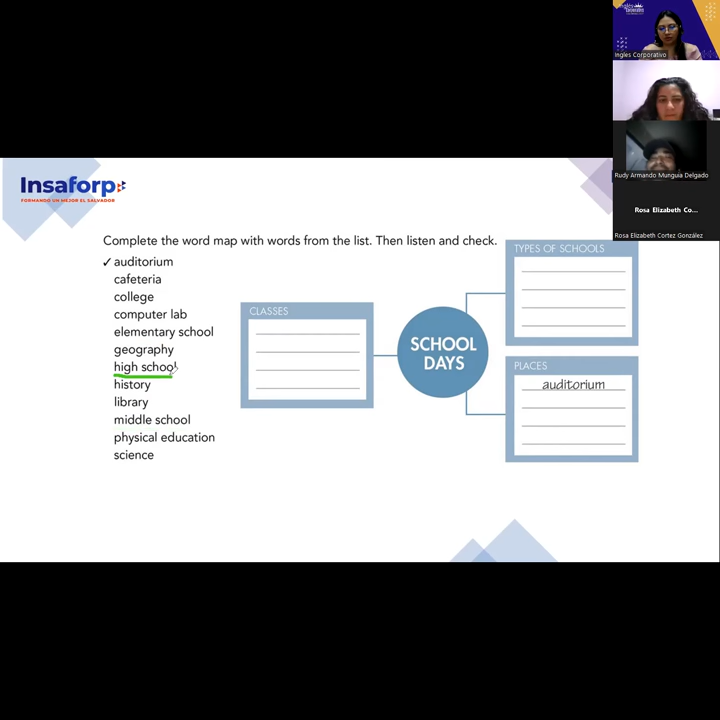 Ingles Corporativo
Rudy Armando Munguia Delgado
Rosa Elizabeth Co...
Rosa Elizabeth Cortez González
Insaforp
FORMANDO UN MEJOR EL SALVADOR
Complete the word map with words from the list. Then listen and check.
✓ auditorium
cafeteria
college
computer lab
elementary school
geography
high school
history
library
middle school
physical education
science
CLASSES
SCHOOL
DAYS
TYPES OF SCHOOLS
PLACES
auditorium